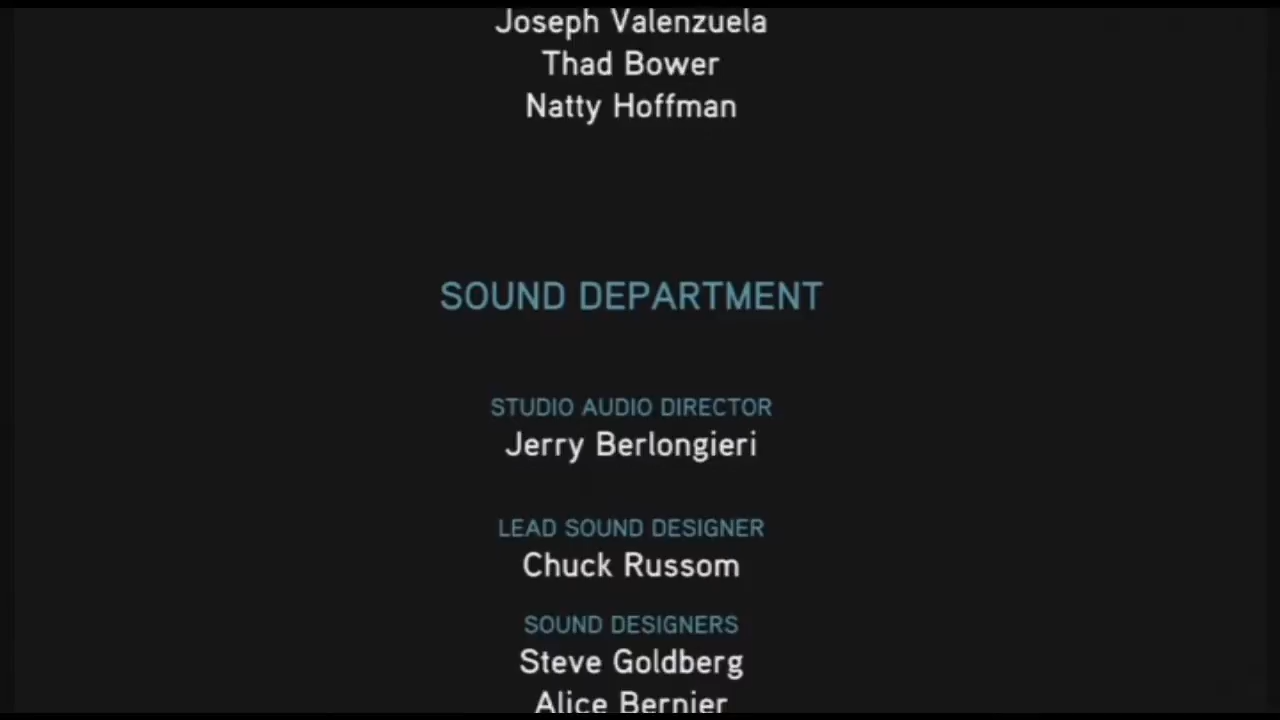 Joseph Valenzuela
Thad Bower
Natty Hoffman
SOUND DEPARTMENT
STUDIO AUDIO DIRECTOR
Jerry Berlongieri
LEAD SOUND DESIGNER
Chuck Russom
SOUND DESIGNERS
Steve Goldberg
Alice Bernier